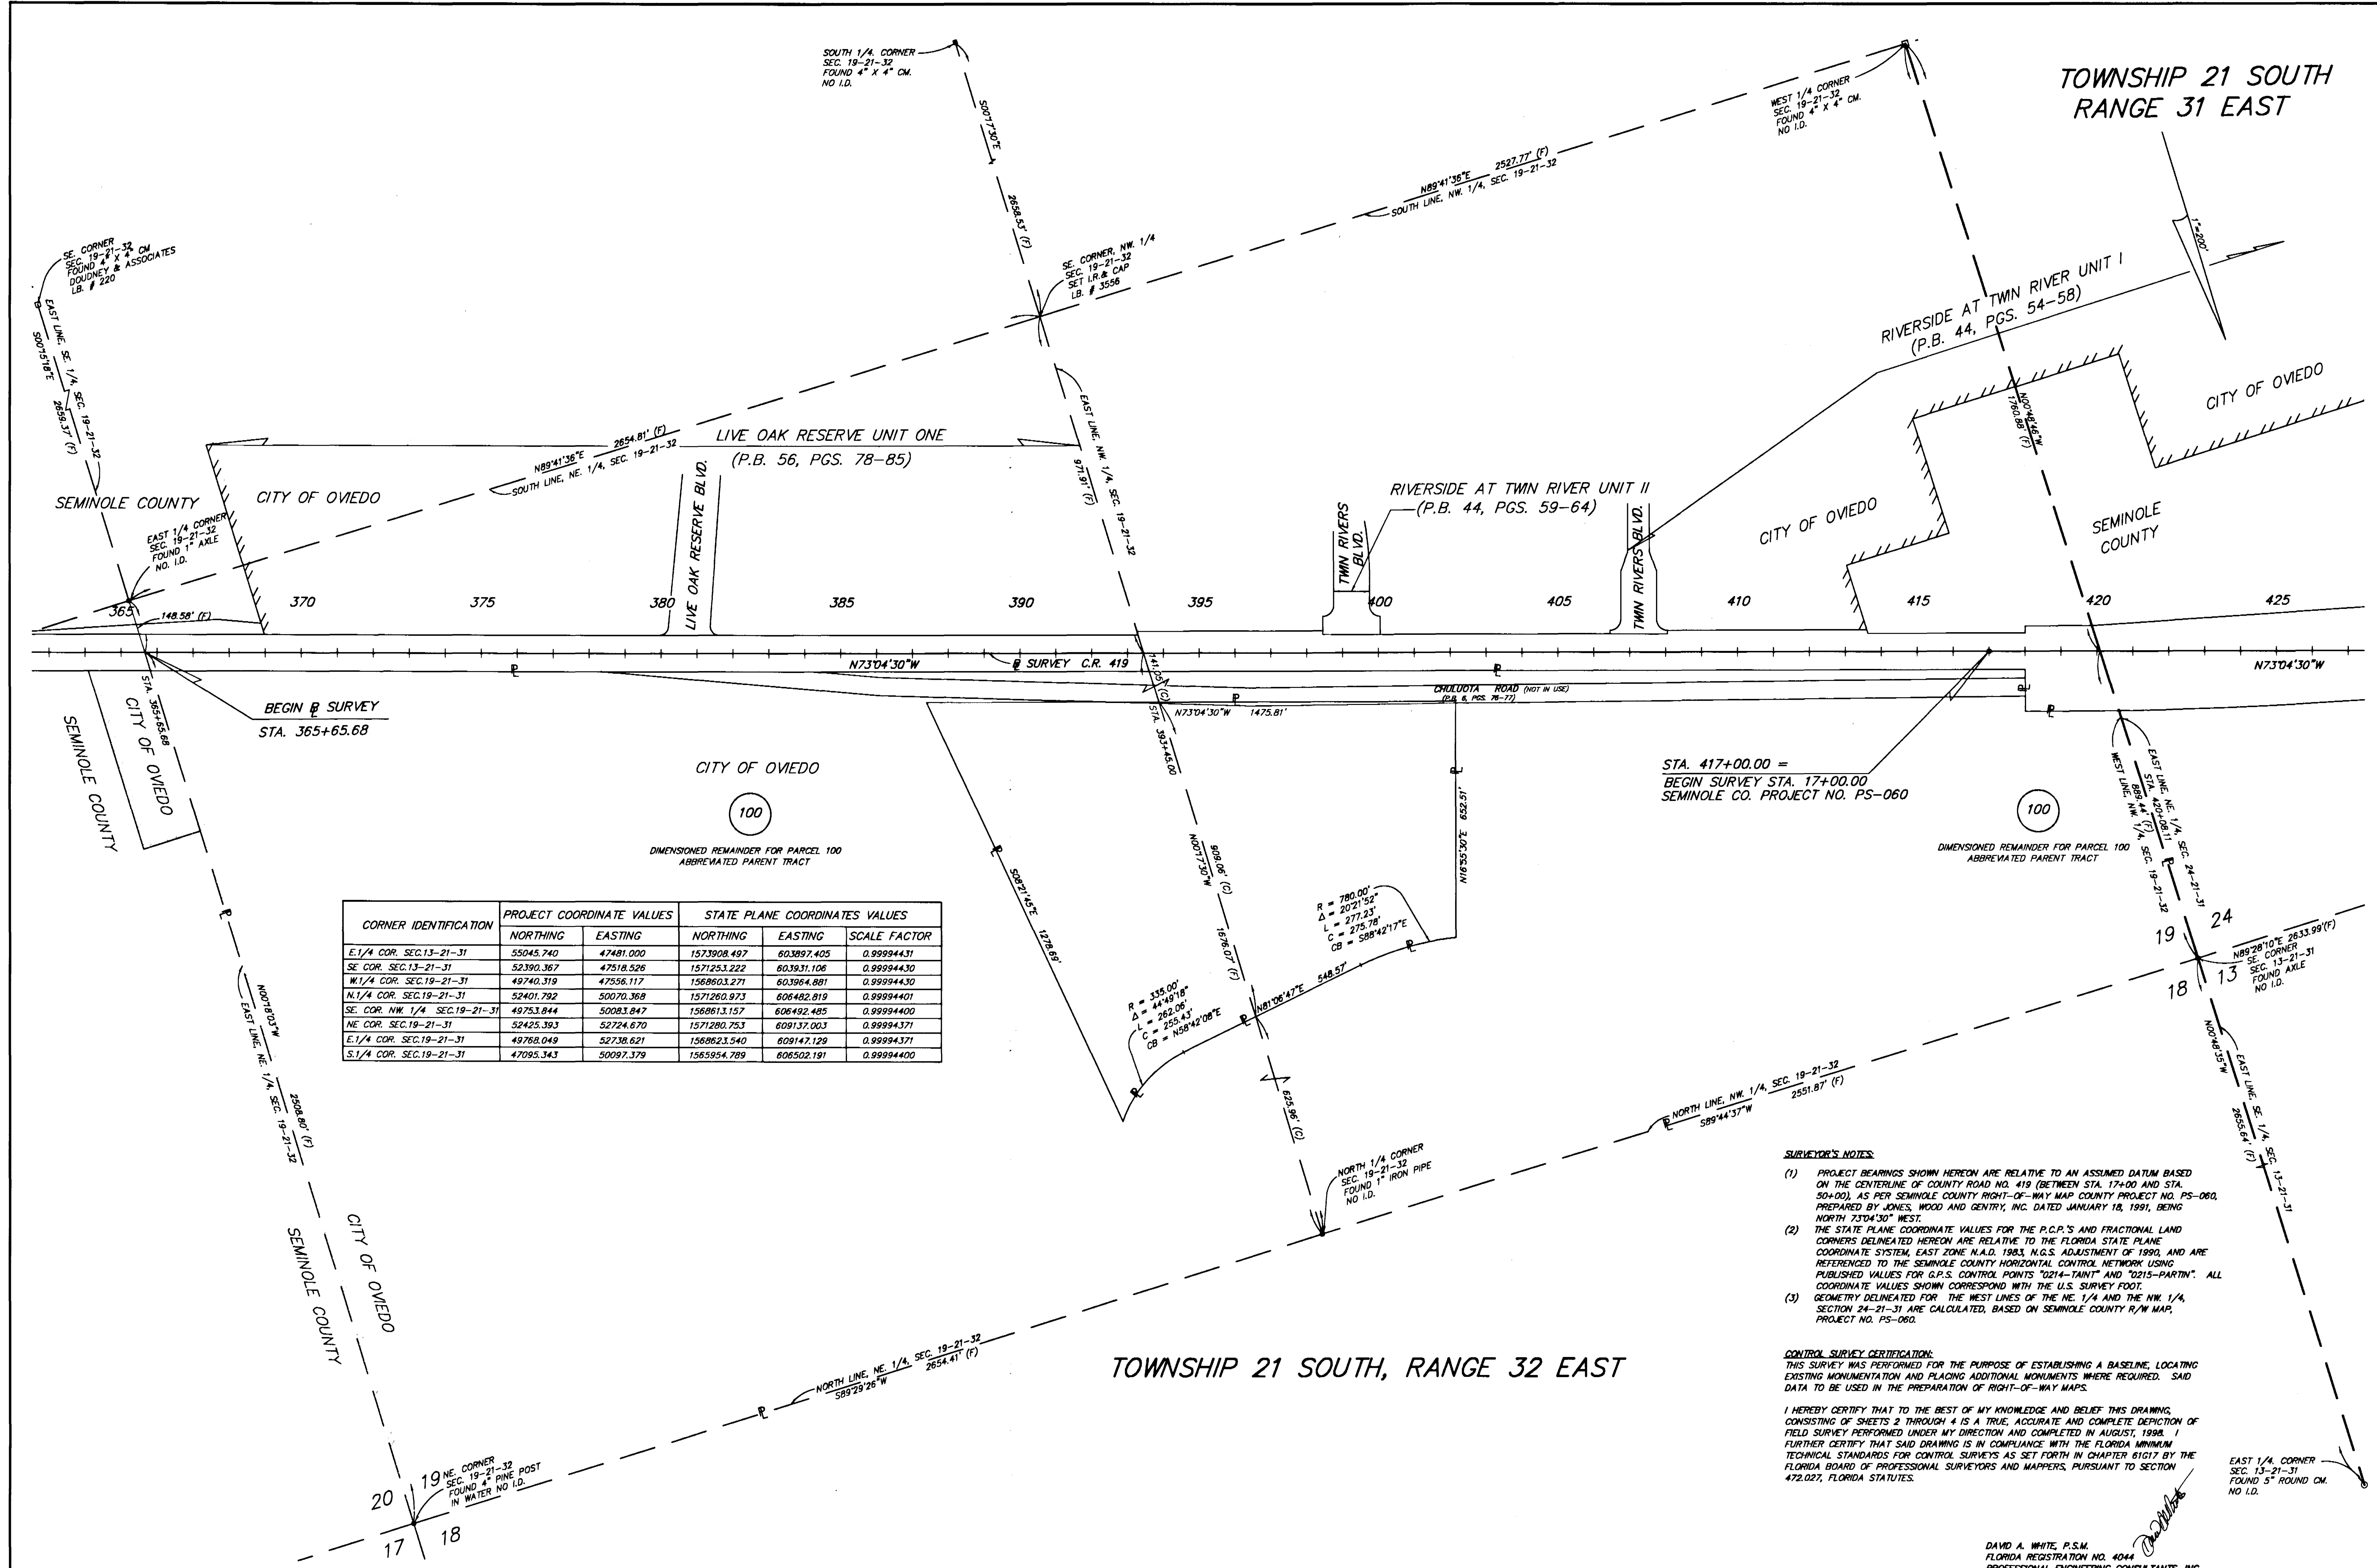 SOUTH 1/4. CORNER
SEC. 19-21-32
FOUND 4" X 4" CM.
NO I.D.
S00°17'30"E
2658.53' (F)
WEST 1/4 CORNER
SEC. 19-21-32
FOUND 4" X 4" CM.
NO I.D.
TOWNSHIP 21 SOUTH
RANGE 31 EAST
1"=200'
N89°41'36"E 2527.77' (F)
SOUTH LINE, NW. 1/4, SEC. 19-21-32
SE. CORNER
SEC. 19-21-32
FOUND 4" X 4" CM
DOUDNEY & ASSOCIATES
LB. # 220
EAST LINE, SE. 1/4, SEC. 19-21-32
S00°15'18"E
2659.37' (F)
SE. CORNER, NW. 1/4
SEC. 19-21-32
SET I.R.& CAP
LB. # 3556
RIVERSIDE AT TWIN RIVER UNIT I
(P.B. 44, PGS. 54-58)
CITY OF OVIEDO
N00°48'46"W
1760.88' (F)
EAST LINE, NW. 1/4, SEC. 19-21-32
971.91' (F)
N89°41'36"E 2654.81' (F)
SOUTH LINE, NE. 1/4, SEC. 19-21-32
LIVE OAK RESERVE UNIT ONE
(P.B. 56, PGS. 78-85)
LIVE OAK RESERVE BLVD.
SEMINOLE COUNTY
CITY OF OVIEDO
EAST 1/4 CORNER
SEC. 19-21-32
FOUND 1" AXLE
NO. I.D.
RIVERSIDE AT TWIN RIVER UNIT II
(P.B. 44, PGS. 59-64)
TWIN RIVERS
BLVD.
TWIN RIVERS BLVD.
CITY OF OVIEDO
SEMINOLE
COUNTY
365 370 375 380 385 390 395 400 405 410 415 420 425
148.58' (F)
N73°04'30"W
SURVEY C.R. 419
N73°04'30"W
141.05' (C)
CHULUOTA ROAD (NOT IN USE)
(P.B. 6, PGS. 76-77)
N73°04'30"W 1475.81'
STA. 365+65.68
BEGIN SURVEY
STA. 365+65.68
SEMINOLE COUNTY
CITY OF OVIEDO
STA. 393+45.00
CITY OF OVIEDO
100
DIMENSIONED REMAINDER FOR PARCEL 100
ABBREVIATED PARENT TRACT
STA. 417+00.00 =
BEGIN SURVEY STA. 17+00.00
SEMINOLE CO. PROJECT NO. PS-060
100
DIMENSIONED REMAINDER FOR PARCEL 100
ABBREVIATED PARENT TRACT
EAST LINE, NE. 1/4, SEC. 24-21-31
STA. 420+08.11
889.44' (F)
WEST LINE, NW. 1/4, SEC. 19-21-32
N16°55'30"E 652.51'
S08°21'45"E 1278.69'
909.06' (C)
N00°17'30"W 1676.07' (F)
R = 780.00'
Δ = 20°21'52"
L = 277.23'
C = 275.78'
CB = S88°42'17"E
R = 335.00'
Δ = 44°49'18"
L = 262.06'
C = 255.43'
CB = N58°42'08"E
N81°06'47"E 548.57'
625.96' (C)
CORNER IDENTIFICATION PROJECT COORDINATE VALUES STATE PLANE COORDINATES VALUES
NORTHING EASTING NORTHING EASTING SCALE FACTOR
E.1/4 COR. SEC.13-21-31 55045.740 47481.000 1573908.497 603897.405 0.99994431
SE COR. SEC.13-21-31 52390.367 47518.526 1571253.222 603931.106 0.99994430
W.1/4 COR. SEC.19-21-31 49740.319 47556.117 1568603.271 603964.881 0.99994430
N.1/4 COR. SEC.19-21-31 52401.792 50070.368 1571260.973 606482.819 0.99994401
SE. COR. NW. 1/4 SEC.19-21-31 49753.844 50083.847 1568613.157 606492.485 0.99994400
NE COR. SEC.19-21-31 52425.393 52724.670 1571280.753 609137.003 0.99994371
E.1/4 COR. SEC.19-21-31 49768.049 52738.621 1568623.540 609147.129 0.99994371
S.1/4 COR. SEC.19-21-31 47095.343 50097.379 1565954.789 606502.191 0.99994400
24
19
18
13
N89°28'10"E 2633.99'(F)
SE. CORNER
SEC. 13-21-31
FOUND AXLE
NO I.D.
N00°48'35"W
EAST LINE, SE. 1/4, SEC. 13-21-31
2655.64' (F)
N00°18'03"W 2508.80' (F)
EAST LINE, NE. 1/4, SEC. 19-21-32
NORTH LINE, NW. 1/4, SEC. 19-21-32
S89°44'37"W 2551.87' (F)
NORTH 1/4 CORNER
SEC. 19-21-32
FOUND 1" IRON PIPE
NO I.D.
SEMINOLE COUNTY
CITY OF OVIEDO
NORTH LINE, NE. 1/4, SEC. 19-21-32
S89°29'26"W 2654.41' (F)
TOWNSHIP 21 SOUTH, RANGE 32 EAST
19
20
17
18
NE. CORNER
SEC. 19-21-32
FOUND 4" PINE POST
IN WATER NO I.D.
SURVEYOR'S NOTES:
(1) PROJECT BEARINGS SHOWN HEREON ARE RELATIVE TO AN ASSUMED DATUM BASED
ON THE CENTERLINE OF COUNTY ROAD NO. 419 (BETWEEN STA. 17+00 AND STA.
50+00), AS PER SEMINOLE COUNTY RIGHT-OF-WAY MAP COUNTY PROJECT NO. PS-060,
PREPARED BY JONES, WOOD AND GENTRY, INC. DATED JANUARY 18, 1991, BEING
NORTH 73°04'30" WEST.
(2) THE STATE PLANE COORDINATE VALUES FOR THE P.C.P.'S AND FRACTIONAL LAND
CORNERS DELINEATED HEREON ARE RELATIVE TO THE FLORIDA STATE PLANE
COORDINATE SYSTEM, EAST ZONE N.A.D. 1983, N.G.S. ADJUSTMENT OF 1990, AND ARE
REFERENCED TO THE SEMINOLE COUNTY HORIZONTAL CONTROL NETWORK USING
PUBLISHED VALUES FOR G.P.S. CONTROL POINTS "0214-TAINT" AND "0215-PARTIN". ALL
COORDINATE VALUES SHOWN CORRESPOND WITH THE U.S. SURVEY FOOT.
(3) GEOMETRY DELINEATED FOR THE WEST LINES OF THE NE. 1/4 AND THE NW. 1/4,
SECTION 24-21-31 ARE CALCULATED, BASED ON SEMINOLE COUNTY R/W MAP,
PROJECT NO. PS-060.
CONTROL SURVEY CERTIFICATION:
THIS SURVEY WAS PERFORMED FOR THE PURPOSE OF ESTABLISHING A BASELINE, LOCATING
EXISTING MONUMENTATION AND PLACING ADDITIONAL MONUMENTS WHERE REQUIRED. SAID
DATA TO BE USED IN THE PREPARATION OF RIGHT-OF-WAY MAPS.
I HEREBY CERTIFY THAT TO THE BEST OF MY KNOWLEDGE AND BELIEF THIS DRAWING,
CONSISTING OF SHEETS 2 THROUGH 4 IS A TRUE, ACCURATE AND COMPLETE DEPICTION OF
FIELD SURVEY PERFORMED UNDER MY DIRECTION AND COMPLETED IN AUGUST, 1998. I
FURTHER CERTIFY THAT SAID DRAWING IS IN COMPLIANCE WITH THE FLORIDA MINIMUM
TECHNICAL STANDARDS FOR CONTROL SURVEYS AS SET FORTH IN CHAPTER 61G17 BY THE
FLORIDA BOARD OF PROFESSIONAL SURVEYORS AND MAPPERS, PURSUANT TO SECTION
472.027, FLORIDA STATUTES.
EAST 1/4. CORNER
SEC. 13-21-31
FOUND 5" ROUND CM.
NO I.D.
DAVID A. WHITE, P.S.M.
FLORIDA REGISTRATION NO. 4044
PROFESSIONAL ENGINEERING CONSULTANTS, INC.